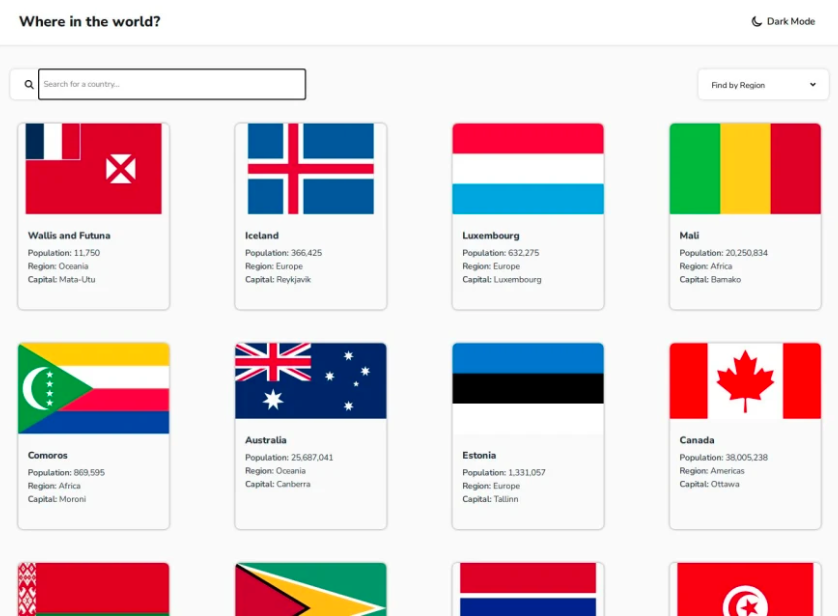 Where in the world?
Dark Mode
Search for a country...
Find by Region
Wallis and Futuna
Population: 11,750
Region: Oceania
Capital: Mata-Utu
Iceland
Population: 366,425
Region: Europe
Capital: Reykjavik
Luxembourg
Population: 632,275
Region: Europe
Capital: Luxembourg
Mali
Population: 20,250,834
Region: Africa
Capital: Bamako
Comoros
Population: 869,595
Region: Africa
Capital: Moroni
Australia
Population: 25,687,041
Region: Oceania
Capital: Canberra
Estonia
Population: 1,331,057
Region: Europe
Capital: Tallinn
Canada
Population: 38,005,238
Region: Americas
Capital: Ottawa